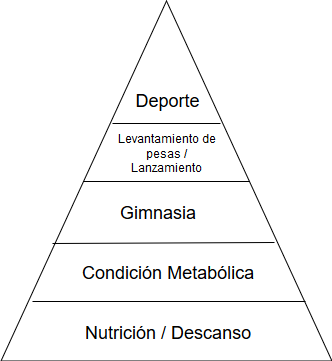 Deporte
Levantamiento de
pesas /
Lanzamiento
Gimnasia
Condición Metabólica
Nutrición / Descanso